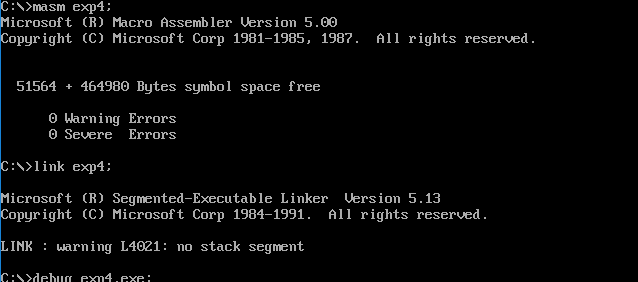 C:\>masm exp4;
Microsoft (R) Macro Assembler Version 5.00
Copyright (C) Microsoft Corp 1981-1985, 1987.  All rights reserved.
51564 + 464980 Bytes symbol space free
0 Warning Errors
0 Severe  Errors
C:\>link exp4;
Microsoft (R) Segmented-Executable Linker  Version 5.13
Copyright (C) Microsoft Corp 1984-1991.  All rights reserved.
LINK : warning L4021: no stack segment
C:\>debug exp4.exe;